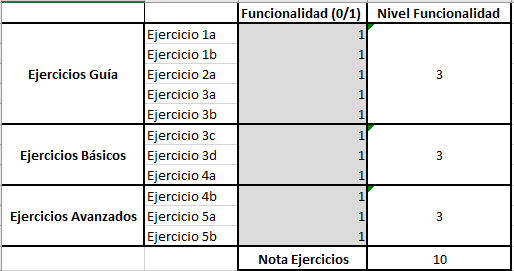 Funcionalidad (0/1) Nivel Funcionalidad
Ejercicios Guía
Ejercicio 1a 1
Ejercicio 1b 1
Ejercicio 2a 1
Ejercicio 3a 1
Ejercicio 3b 1
3
Ejercicios Básicos
Ejercicio 3c 1
Ejercicio 3d 1
Ejercicio 4a 1
3
Ejercicios Avanzados
Ejercicio 4b 1
Ejercicio 5a 1
Ejercicio 5b 1
3
Nota Ejercicios 10